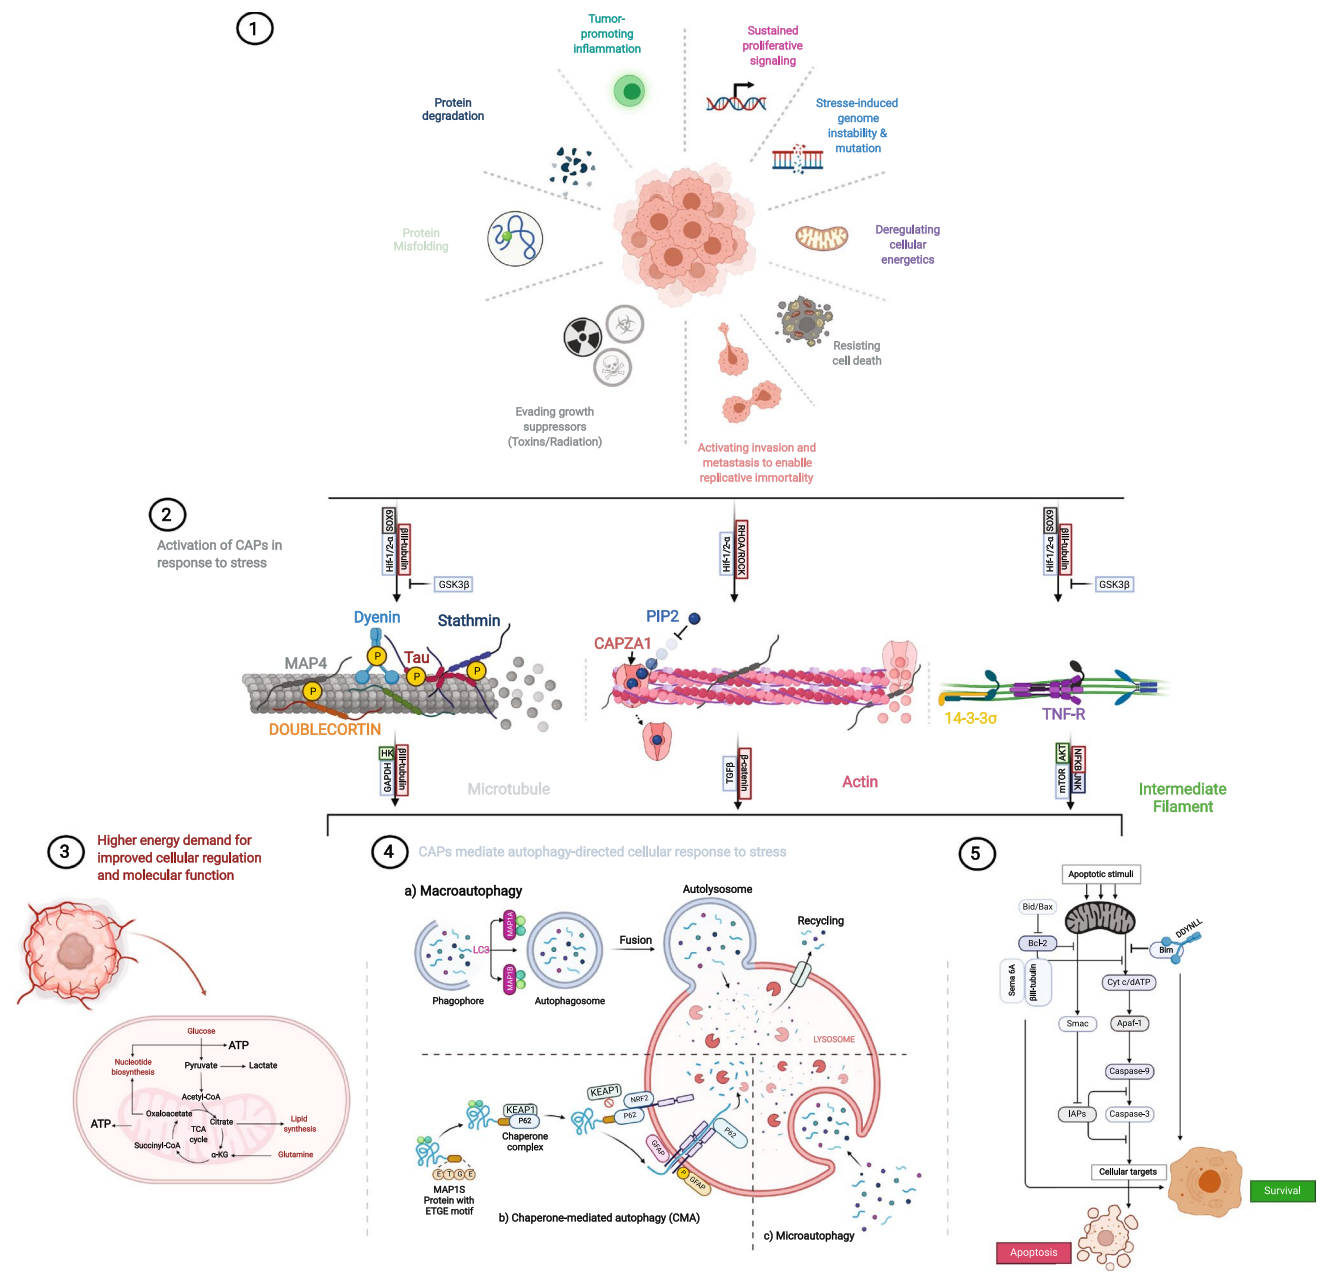 1
Tumor-
promoting
inflammation
Sustained
proliferative
signaling
Protein
degradation
Stresse-induced
genome
instability &
mutation
Protein
Misfolding
Deregulating
cellular
energetics
Resisting
cell death
Evading growth
suppressors
(Toxins/Radiation)
Activating invasion and
metastasis to enablle
replicative immortality
2
Activation of CAPs in
response to stress
6XOS
Hif-1/2-α
βIII-tubulin
GSK3β
Hif-1/2-α
RHOA/ROCK
6XOS
Hif-1/2-α
βIII-tubulin
GSK3β
Dyenin
Stathmin
MAP4
Tau
P
P
P
P
DOUBLECORTIN
PIP2
CAPZA1
14-3-3σ
TNF-R
HK
GAPDH
βIII-tubulin
Microtubule
TGFβ
β-catenin
Actin
AKT
mTOR
NFKB
JNK
Intermediate
Filament
3
Higher energy demand for
improved cellular regulation
and molecular function
Glucose
ATP
Nucleotide
biosynthesis
Pyruvate
Lactate
Acetyl-CoA
Oxaloacetate
Citrate
ATP
TCA
cycle
Lipid
synthesis
Succinyl-CoA
α-KG
Glutamine
4
CAPs mediate autophagy-directed cellular response to stress
a) Macroautophagy
Autolysosome
MAP1A
LC3
MAP1B
Fusion
Recycling
Phagophore
Autophagosome
LYSOSOME
KEAP1
P62
Chaperone
complex
KEAP1
NRF2
P62
GFAP
P62
P
GFAP
E T G E
MAP1S
Protein with
ETGE motif
b) Chaperone-mediated autophagy (CMA)
c) Microautophagy
5
Apoptotic stimuli
Bid/Bax
Bcl-2
DDYNLL
Bim
Sema 6A
βIII-tubulin
Cyt c/dATP
Smac
Apaf-1
Caspase-9
IAPs
Caspase-3
Cellular targets
Survival
Apoptosis